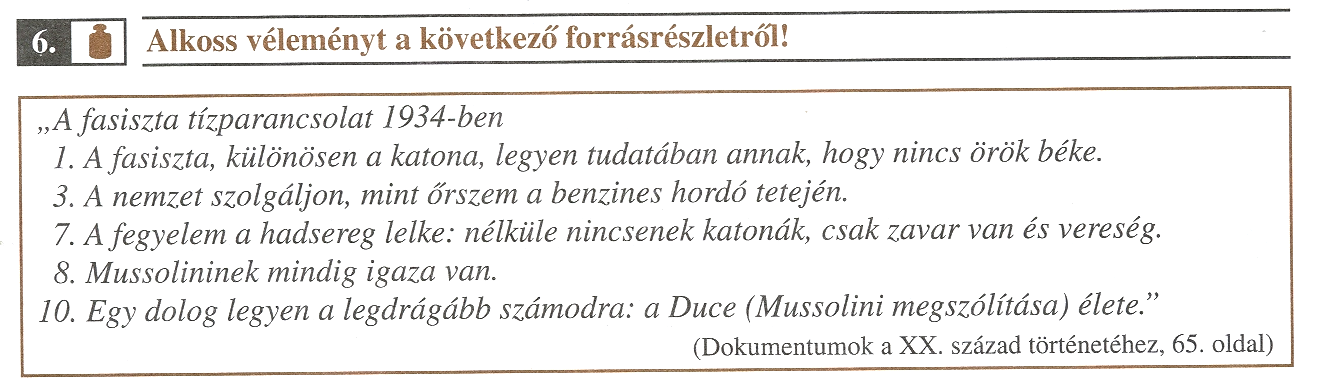 6. Alkoss véleményt a következő forrásrészletről!
„A fasiszta tízparancsolat 1934-ben
1. A fasiszta, különösen a katona, legyen tudatában annak, hogy nincs örök béke.
3. A nemzet szolgáljon, mint őrszem a benzines hordó tetején.
7. A fegyelem a hadsereg lelke: nélküle nincsenek katonák, csak zavar van és vereség.
8. Mussolininek mindig igaza van.
10. Egy dolog legyen a legdrágább számodra: a Duce (Mussolini megszólítása) élete.”
(Dokumentumok a XX. század történetéhez, 65. oldal)